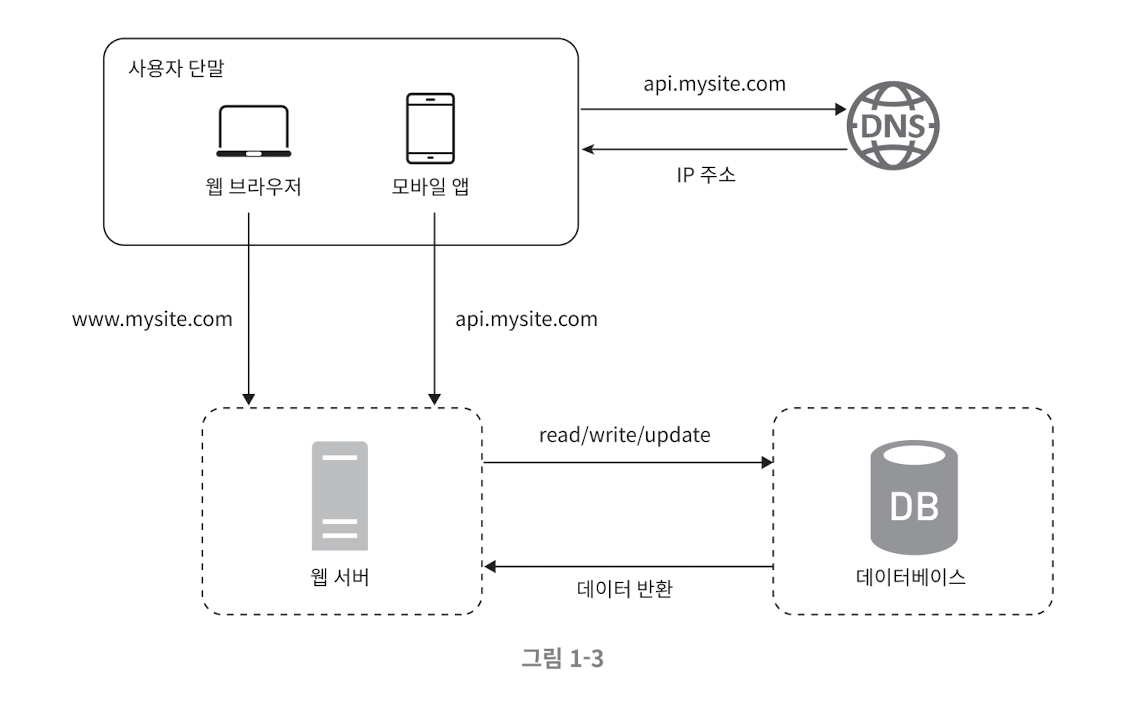 사용자 단말
api.mysite.com
DNS
IP 주소
웹 브라우저
모바일 앱
www.mysite.com
api.mysite.com
read/write/update
DB
웹 서버
데이터 반환
데이터베이스
그림 1-3